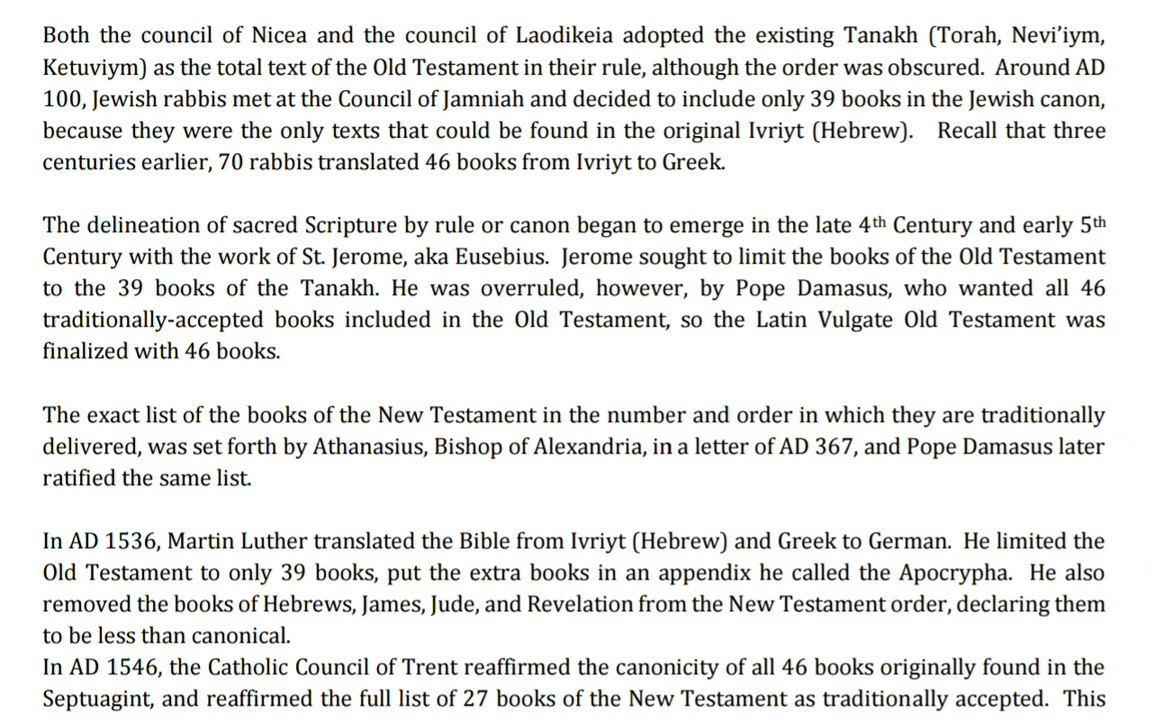 Both the council of Nicea and the council of Laodikeia adopted the existing Tanakh (Torah, Nevi’iym,
Ketuviym) as the total text of the Old Testament in their rule, although the order was obscured.  Around AD
100, Jewish rabbis met at the Council of Jamniah and decided to include only 39 books in the Jewish canon,
because they were the only texts that could be found in the original Ivriyt (Hebrew).   Recall that three
centuries earlier, 70 rabbis translated 46 books from Ivriyt to Greek.
The delineation of sacred Scripture by rule or canon began to emerge in the late 4th Century and early 5th
Century with the work of St. Jerome, aka Eusebius.  Jerome sought to limit the books of the Old Testament
to the 39 books of the Tanakh. He was overruled, however, by Pope Damasus, who wanted all 46
traditionally-accepted books included in the Old Testament, so the Latin Vulgate Old Testament was
finalized with 46 books.
The exact list of the books of the New Testament in the number and order in which they are traditionally
delivered, was set forth by Athanasius, Bishop of Alexandria, in a letter of AD 367, and Pope Damasus later
ratified the same list.
In AD 1536, Martin Luther translated the Bible from Ivriyt (Hebrew) and Greek to German.  He limited the
Old Testament to only 39 books, put the extra books in an appendix he called the Apocrypha.  He also
removed the books of Hebrews, James, Jude, and Revelation from the New Testament order, declaring them
to be less than canonical.
In AD 1546, the Catholic Council of Trent reaffirmed the canonicity of all 46 books originally found in the
Septuagint, and reaffirmed the full list of 27 books of the New Testament as traditionally accepted.  This